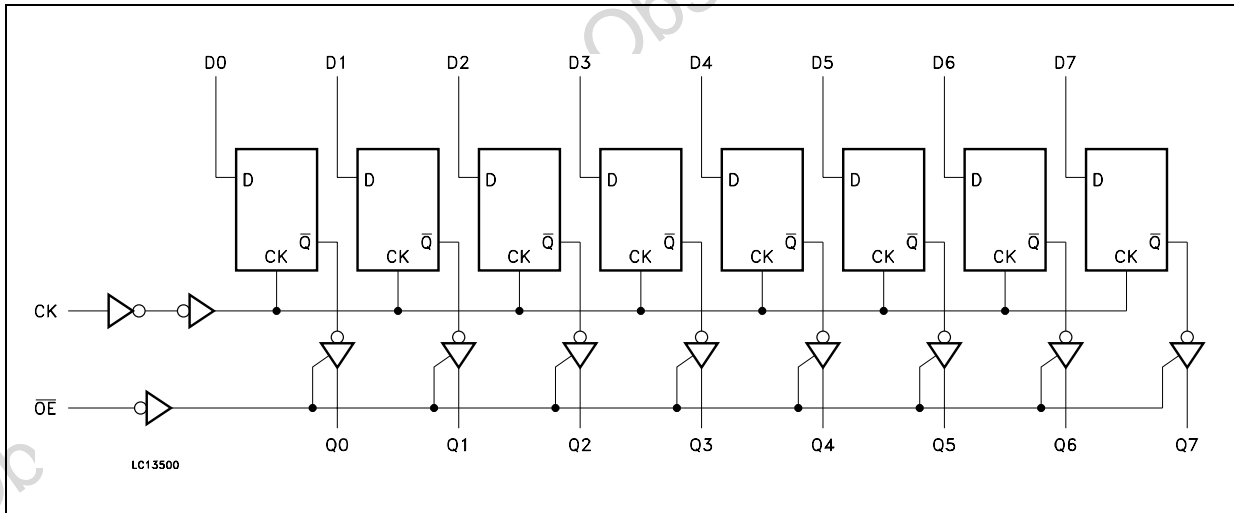 Obs
D0 D1 D2 D3 D4 D5 D6 D7
D D D D D D D D
Q̅ Q̅ Q̅ Q̅ Q̅ Q̅ Q̅ Q̅
CK CK CK CK CK CK CK CK
CK
O̅E̅
Q0 Q1 Q2 Q3 Q4 Q5 Q6 Q7
LC13500